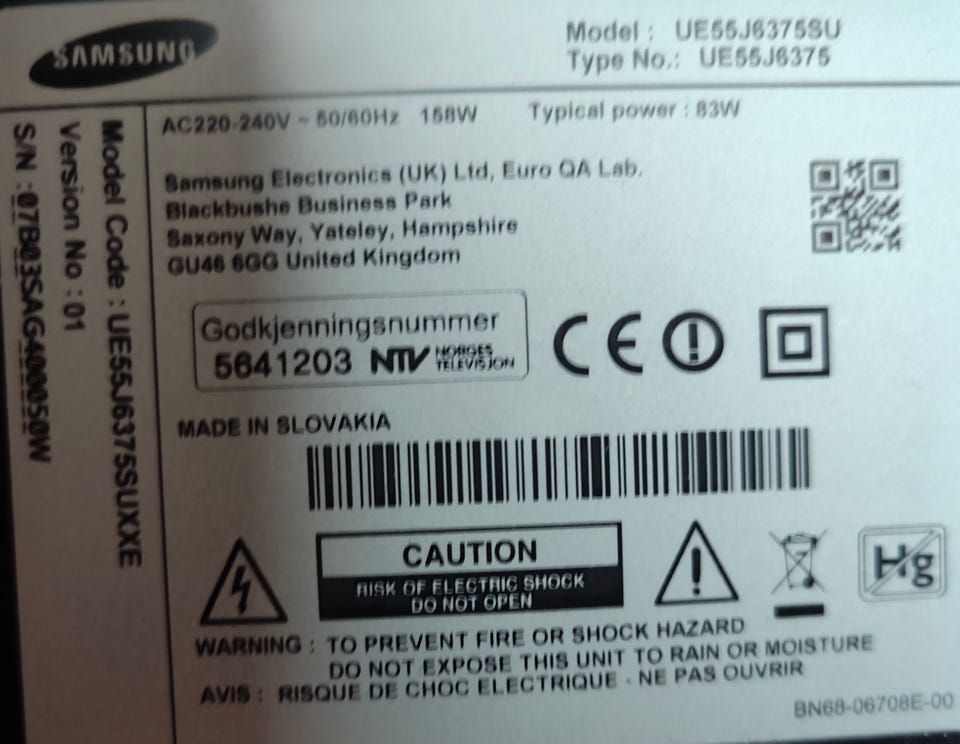 SAMSUNG
Model : UE55J6375SU
Type No.: UE55J6375
AC220-240V ~ 50/60Hz 158W Typical power : 83W
Samsung Electronics (UK) Ltd, Euro QA Lab.
Blackbushe Business Park
Saxony Way, Yateley, Hampshire
GU46 6GG United Kingdom
Godkjenningsnummer
5641203 NTV NORGES TELEVISJON
CE
MADE IN SLOVAKIA
CAUTION
RISK OF ELECTRIC SHOCK
DO NOT OPEN
Hg
WARNING : TO PREVENT FIRE OR SHOCK HAZARD
DO NOT EXPOSE THIS UNIT TO RAIN OR MOISTURE
AVIS : RISQUE DE CHOC ELECTRIQUE - NE PAS OUVRIR
BN68-06708E-00
Model Code : UE55J6375SUXXE
Version No : 01
S/N : 07B03SAG400050W